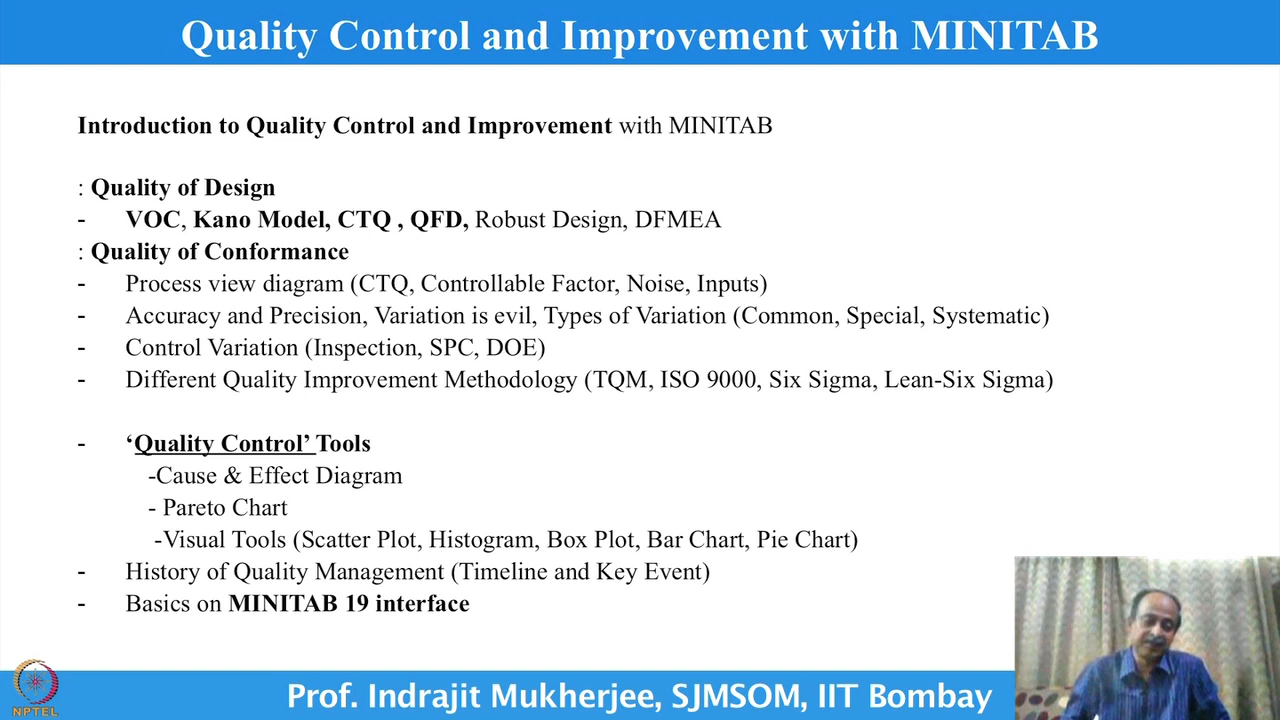 Quality Control and Improvement with MINITAB
Introduction to Quality Control and Improvement with MINITAB
: Quality of Design
- VOC, Kano Model, CTQ , QFD, Robust Design, DFMEA
: Quality of Conformance
- Process view diagram (CTQ, Controllable Factor, Noise, Inputs)
- Accuracy and Precision, Variation is evil, Types of Variation (Common, Special, Systematic)
- Control Variation (Inspection, SPC, DOE)
- Different Quality Improvement Methodology (TQM, ISO 9000, Six Sigma, Lean-Six Sigma)
- ‘Quality Control’ Tools
-Cause & Effect Diagram
- Pareto Chart
-Visual Tools (Scatter Plot, Histogram, Box Plot, Bar Chart, Pie Chart)
- History of Quality Management (Timeline and Key Event)
- Basics on MINITAB 19 interface
Prof. Indrajit Mukherjee, SJMSOM, IIT Bombay
NPTEL